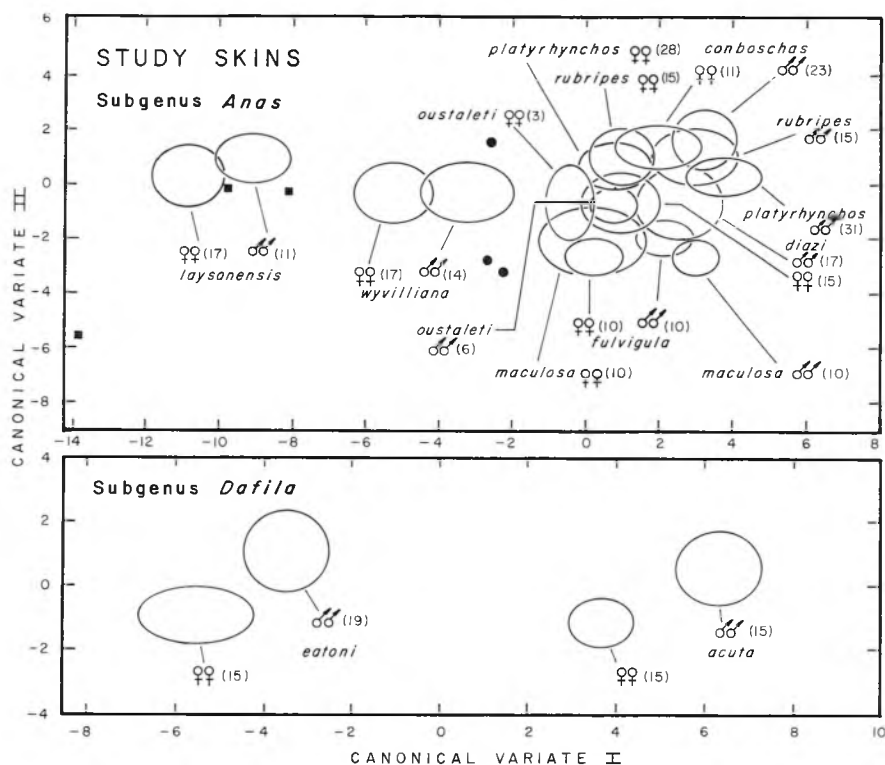 STUDY SKINS
Subgenus Anas
platyrhynchos ♀♀ (28)
conboschas ♂♂ (23)
rubripes ♀♀ (15)
♀♀ (11)
oustaleti ♀♀ (3)
rubripes ♂♂ (15)
platyrhynchos ♂♂ (31)
♀♀ (17)
♂♂ (11)
laysanensis
♀♀ (17)
♂♂ (14)
wyvilliana
diazi
♂♂ (17)
♀♀ (15)
oustaleti
♂♂ (6)
♀♀ (10)
♂♂ (10)
fulvigula
maculosa ♀♀ (10)
maculosa ♂♂ (10)
6
4
2
0
-2
-4
-6
-8
-14
-12
-10
-8
-6
-4
-2
0
2
4
6
8
CANONICAL VARIATE II
Subgenus Dafila
♂♂ (19)
eatoni
♀♀ (15)
♂♂ (15)
acuta
♀♀ (15)
4
2
0
-2
-4
-8
-6
-4
-2
0
2
4
6
8
10
CANONICAL VARIATE I